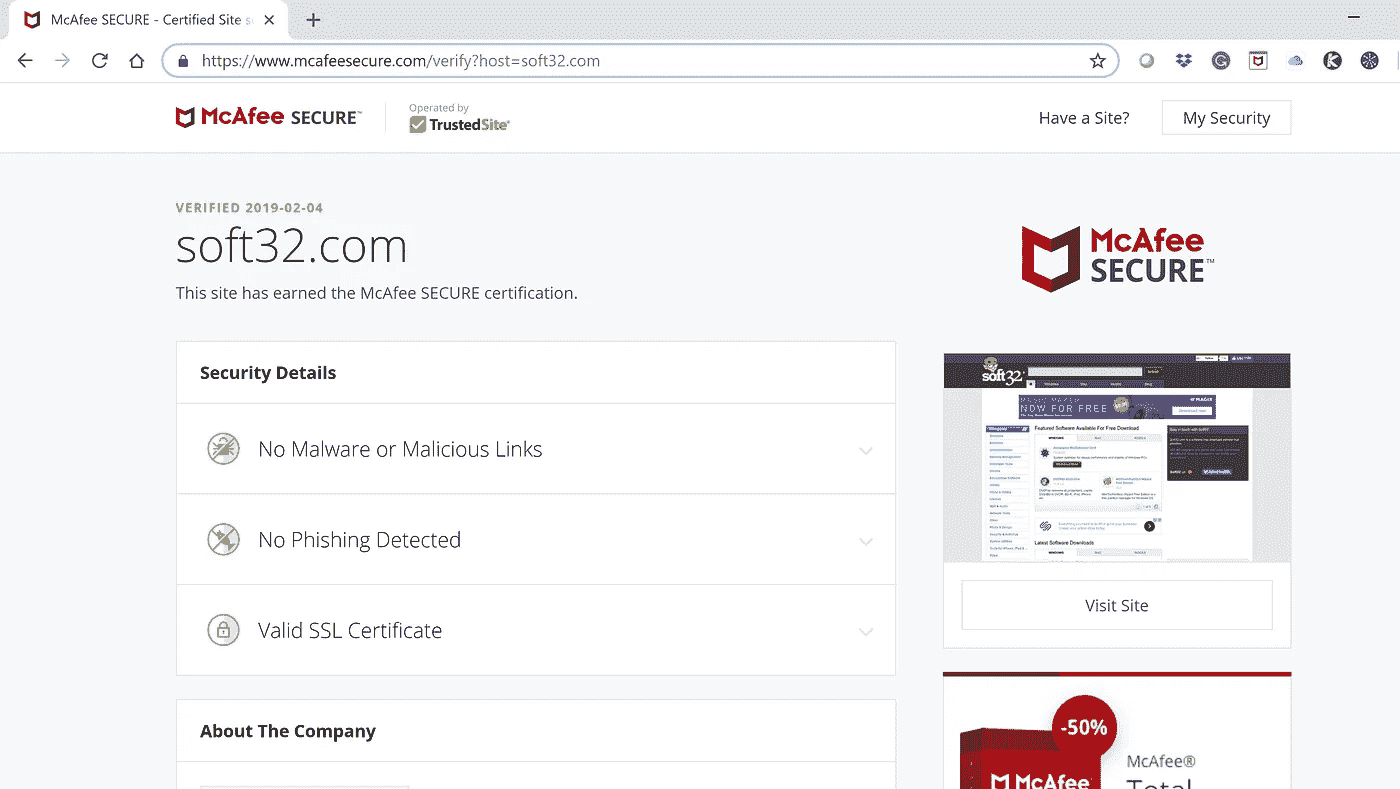 McAfee SECURE - Certified Site
https://www.mcafeesecure.com/verify?host=soft32.com
McAfee SECURE™
Operated by
TrustedSite®
Have a Site?
My Security
VERIFIED 2019-02-04
soft32.com
This site has earned the McAfee SECURE certification.
McAfee
SECURE™
Security Details
No Malware or Malicious Links
No Phishing Detected
Valid SSL Certificate
About The Company
soft32
NOW FOR FREE
Featured Software Available For Free Download
Latest Software Downloads
Visit Site
-50%
McAfee
McAfee®
Total